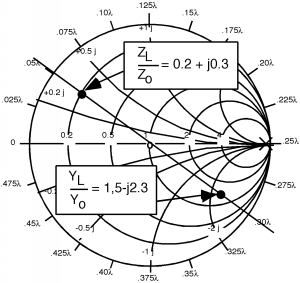 .125λ
.10λ
.15λ
+1 j
.075λ
.175λ
+0.5 j
Z_L
Z_O
= 0.2 + j0.3
.05λ
.20λ
+0.2 j
.025λ
.225λ
0
0.2
0.5
1
2
4
.25λ
.475λ
Y_L
Y_O
= 1,5-j2.3
.275λ
.45λ
-0.5 j
-2 j
.30λ
.425λ
-1 j
.325λ
.40λ
.35λ
.375λ